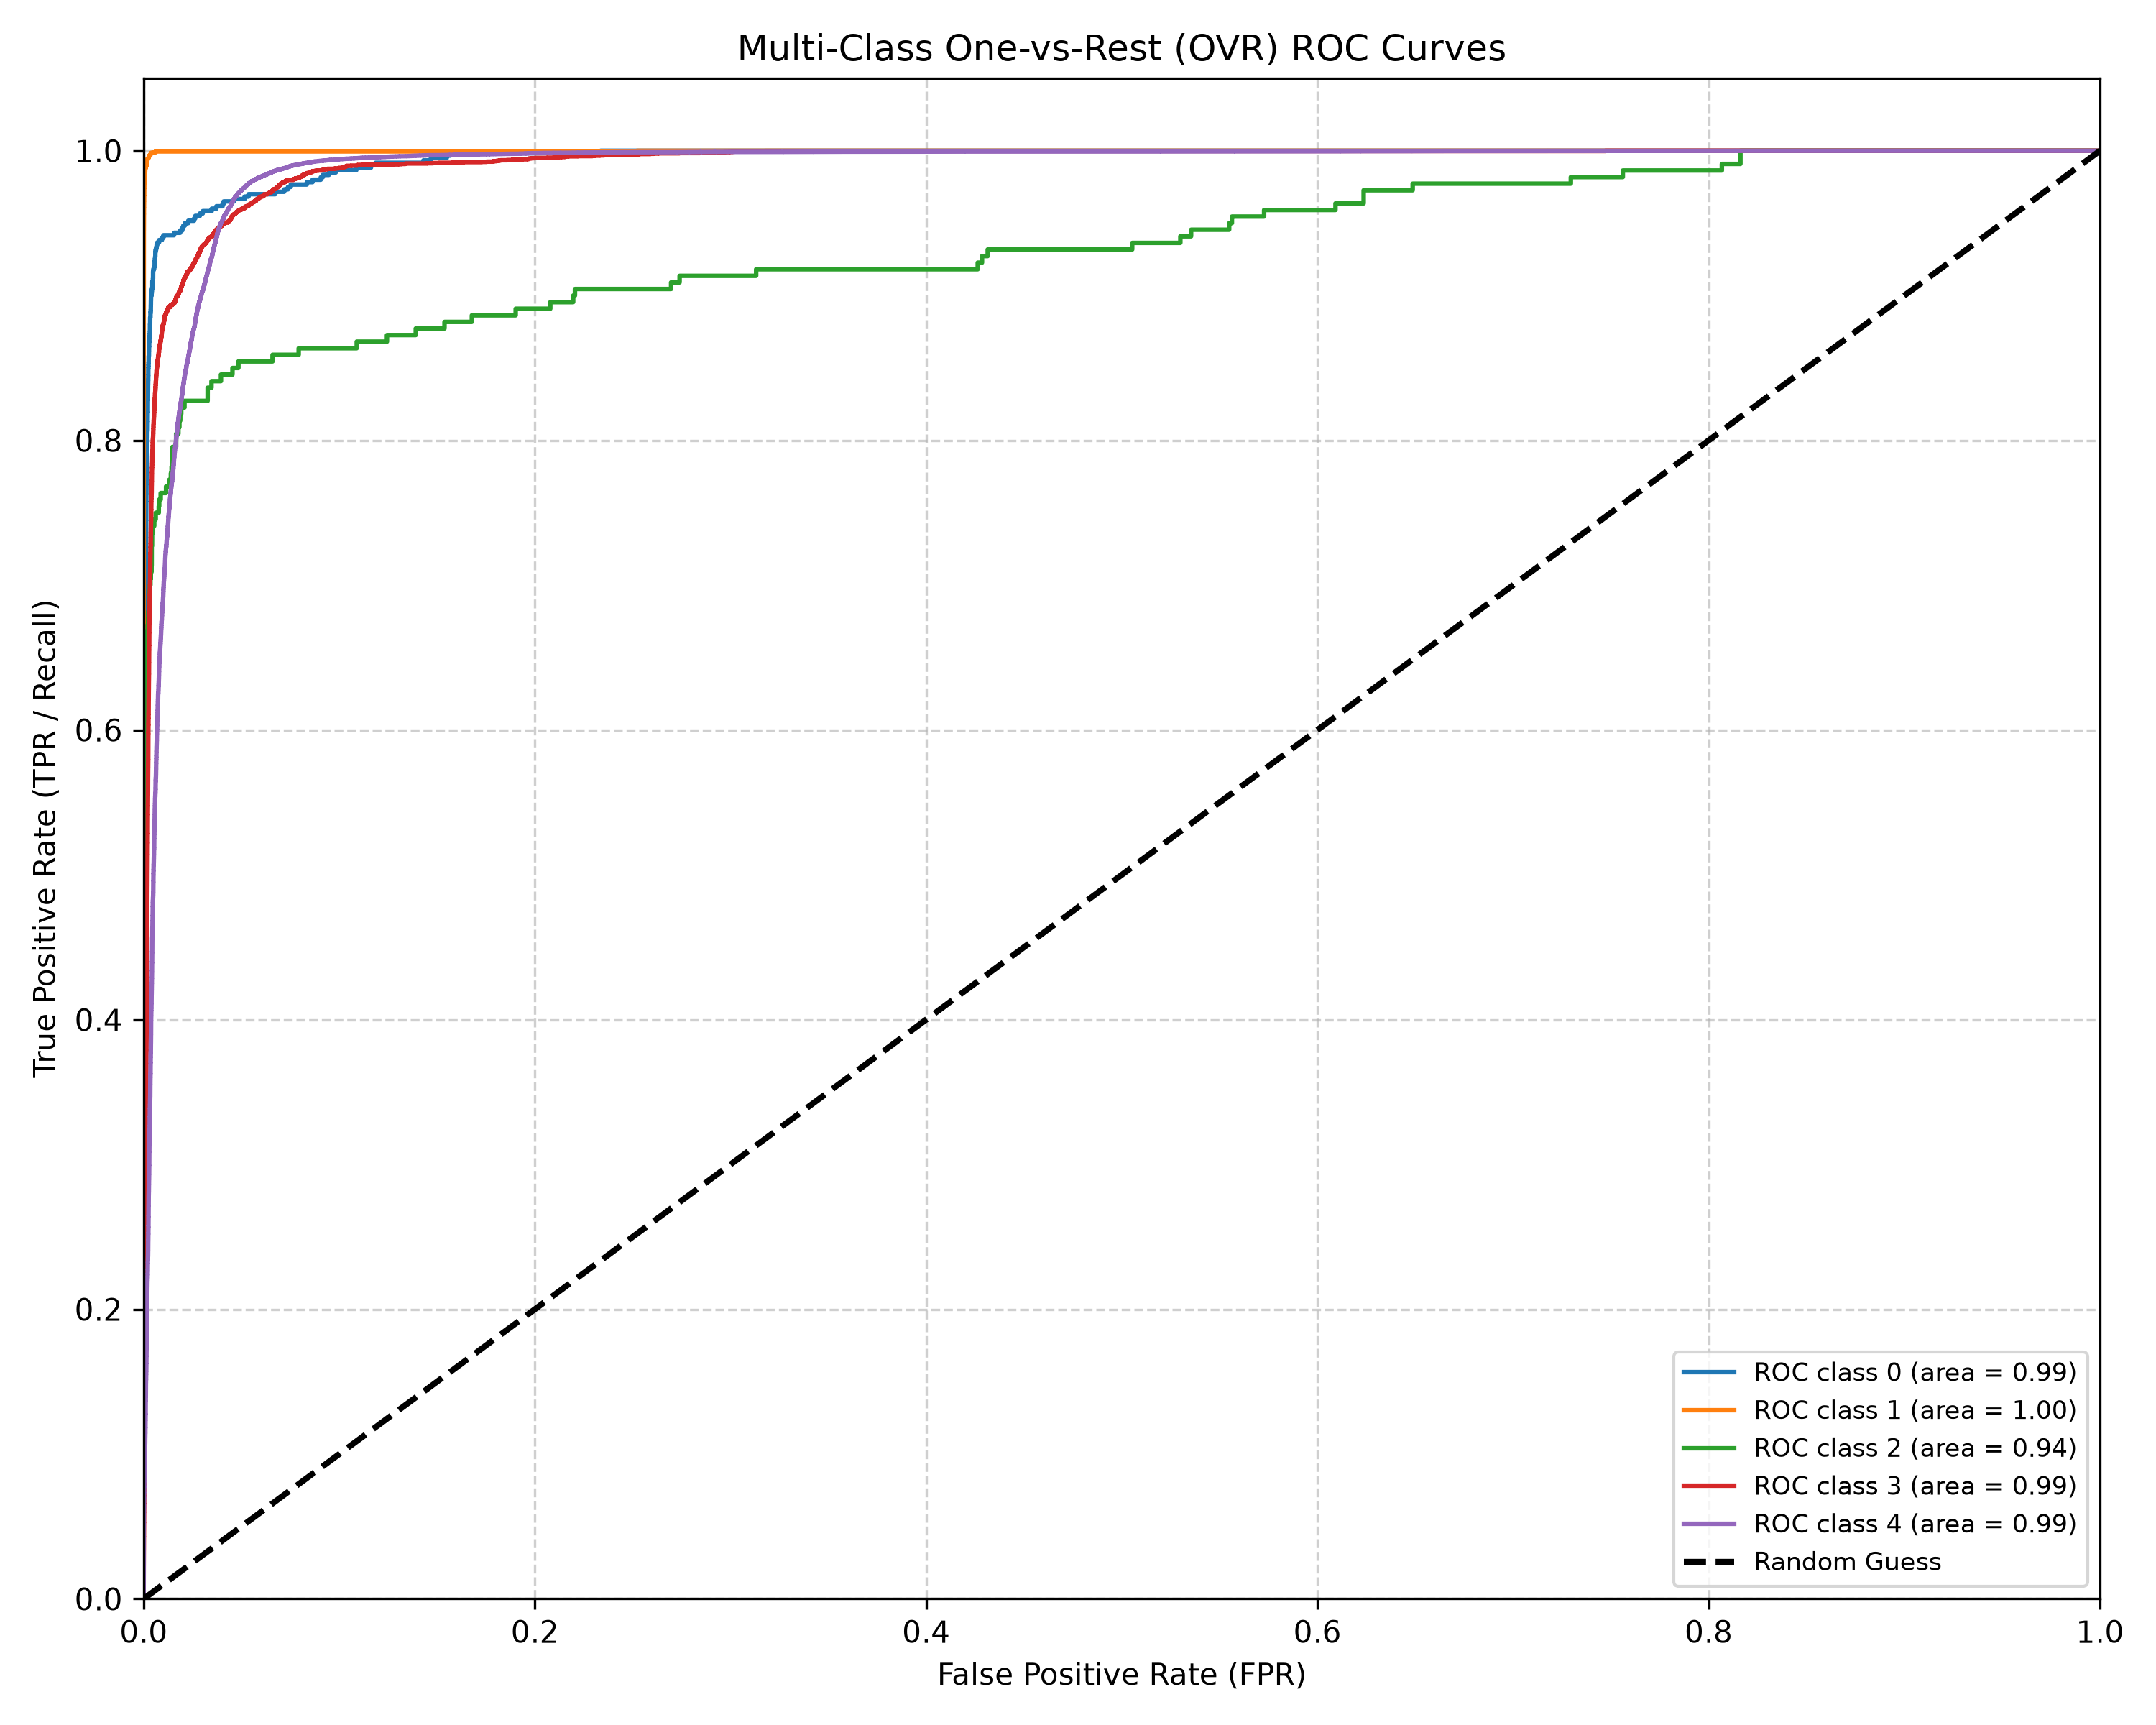 Multi-Class One-vs-Rest (OVR) ROC Curves
True Positive Rate (TPR / Recall)
1.0
0.8
0.6
0.4
0.2
0.0
0.0 0.2 0.4 0.6 0.8 1.0
False Positive Rate (FPR)
ROC class 0 (area = 0.99)
ROC class 1 (area = 1.00)
ROC class 2 (area = 0.94)
ROC class 3 (area = 0.99)
ROC class 4 (area = 0.99)
Random Guess